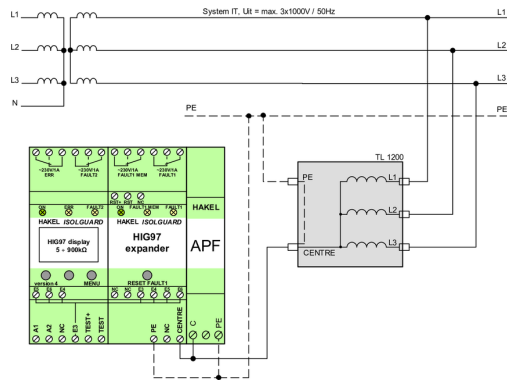 System IT, Uit = max. 3x1000V / 50Hz
L1
L1
L2
L2
L3
L3
N
PE
PE
TL 1200
PE
L1
L2
L3
CENTRE
~230V/1A
ERR
~230V/1A
FAULT2
~230V/1A
FAULT1 MEM
~230V/1A
FAULT1
RST+ RST NC
ON ERR FAULT2
ON FAULT1 MEM FAULT1
HAKEL
HAKEL ISOLGUARD
HAKEL ISOLGUARD
HIG97 display
5 ÷ 900kΩ
HIG97
expander
APF
version 4 MENU
RESET FAULT1
A1
A2
NC
E3
TEST+
TEST
PE
NC
CENTRE
C
PE